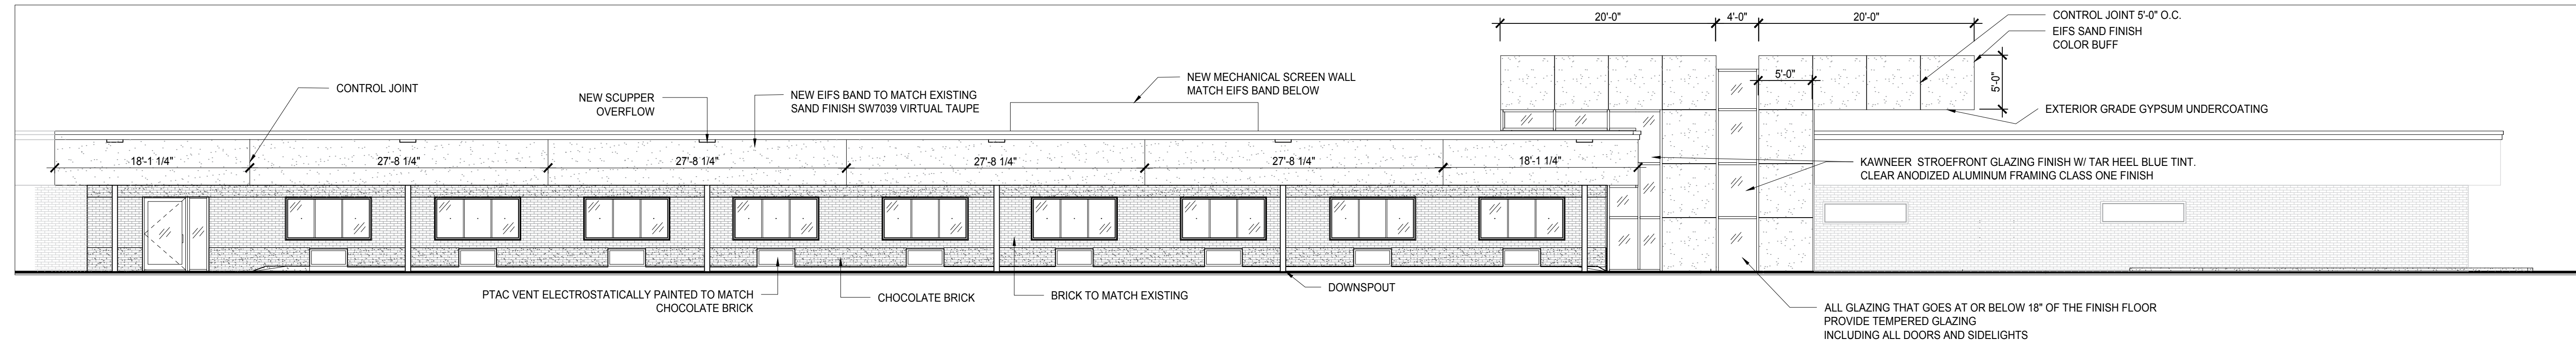 20'-0"
4'-0"
20'-0"
CONTROL JOINT 5'-0" O.C.
EIFS SAND FINISH
COLOR BUFF
5'-0"
5'-0"
EXTERIOR GRADE GYPSUM UNDERCOATING
CONTROL JOINT
NEW SCUPPER
OVERFLOW
NEW EIFS BAND TO MATCH EXISTING
SAND FINISH SW7039 VIRTUAL TAUPE
NEW MECHANICAL SCREEN WALL
MATCH EIFS BAND BELOW
18'-1 1/4"
27'-8 1/4"
27'-8 1/4"
27'-8 1/4"
27'-8 1/4"
18'-1 1/4"
KAWNEER STROEFRONT GLAZING FINISH W/ TAR HEEL BLUE TINT.
CLEAR ANODIZED ALUMINUM FRAMING CLASS ONE FINISH
PTAC VENT ELECTROSTATICALLY PAINTED TO MATCH
CHOCOLATE BRICK
CHOCOLATE BRICK
BRICK TO MATCH EXISTING
DOWNSPOUT
ALL GLAZING THAT GOES AT OR BELOW 18" OF THE FINISH FLOOR
PROVIDE TEMPERED GLAZING
INCLUDING ALL DOORS AND SIDELIGHTS